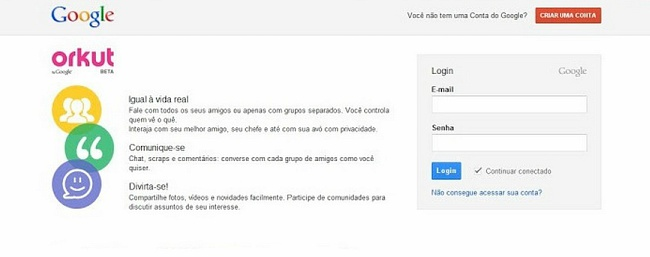 Google
Você não tem uma Conta do Google? CRIAR UMA CONTA
orkut
by Google BETA
Igual à vida real
Fale com todos os seus amigos ou apenas com grupos separados. Você controla
quem vê o quê.
Interaja com seu melhor amigo, seu chefe e até com sua avó com privacidade.
Comunique-se
Chat, scraps e comentários: converse com cada grupo de amigos como você
quiser.
Divirta-se!
Compartilhe fotos, vídeos e novidades facilmente. Participe de comunidades para
discutir assuntos de seu interesse.
Login Google
E-mail
Senha
Login Continuar conectado
Não consegue acessar sua conta?